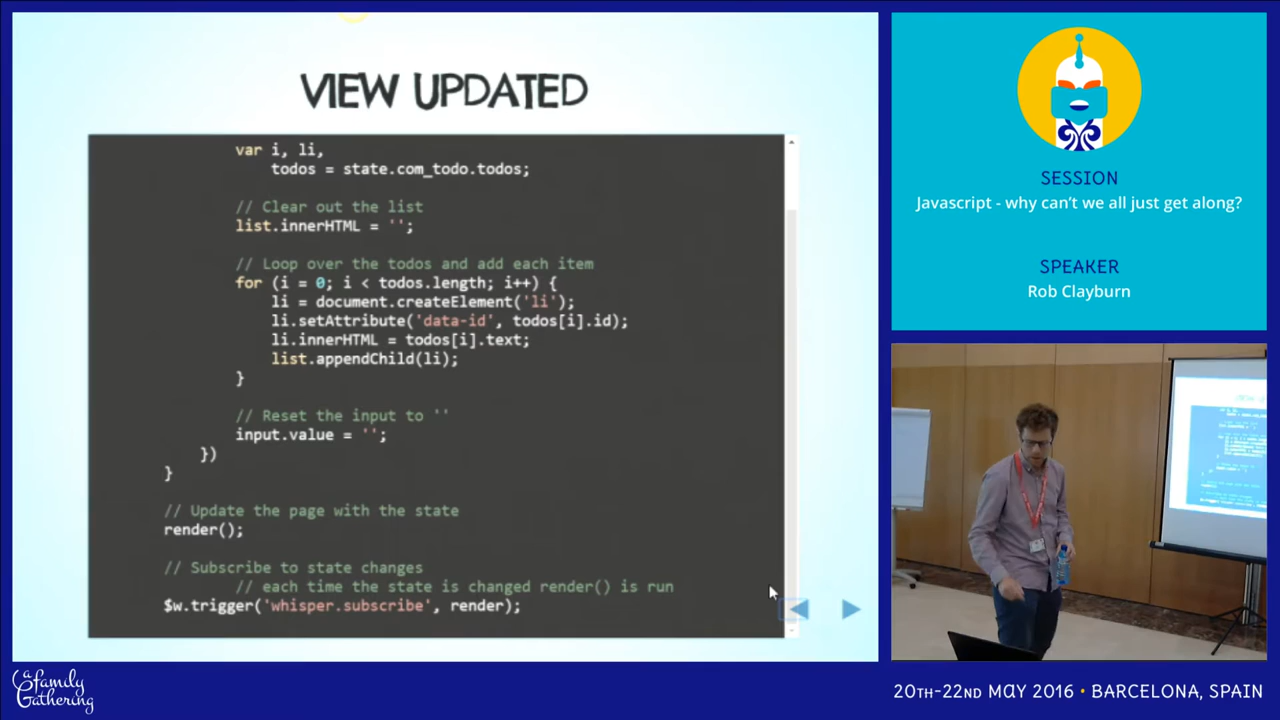 VIEW UPDATED
var i, li,
todos = state.com_todo.todos;
// Clear out the list
list.innerHTML = '';
// Loop over the todos and add each item
for (i = 0; i < todos.length; i++) {
li = document.createElement('li');
li.setAttribute('data-id', todos[i].id);
li.innerHTML = todos[i].text;
list.appendChild(li);
}
// Reset the input to ''
input.value = '';
})
}
// Update the page with the state
render();
// Subscribe to state changes
// each time the state is changed render() is run
$w.trigger('whisper.subscribe', render);
SESSION
Javascript - why can't we all just get along?
SPEAKER
Rob Clayburn
a family
Gathering
20TH-22ND MAY 2016 • BARCELONA, SPAIN